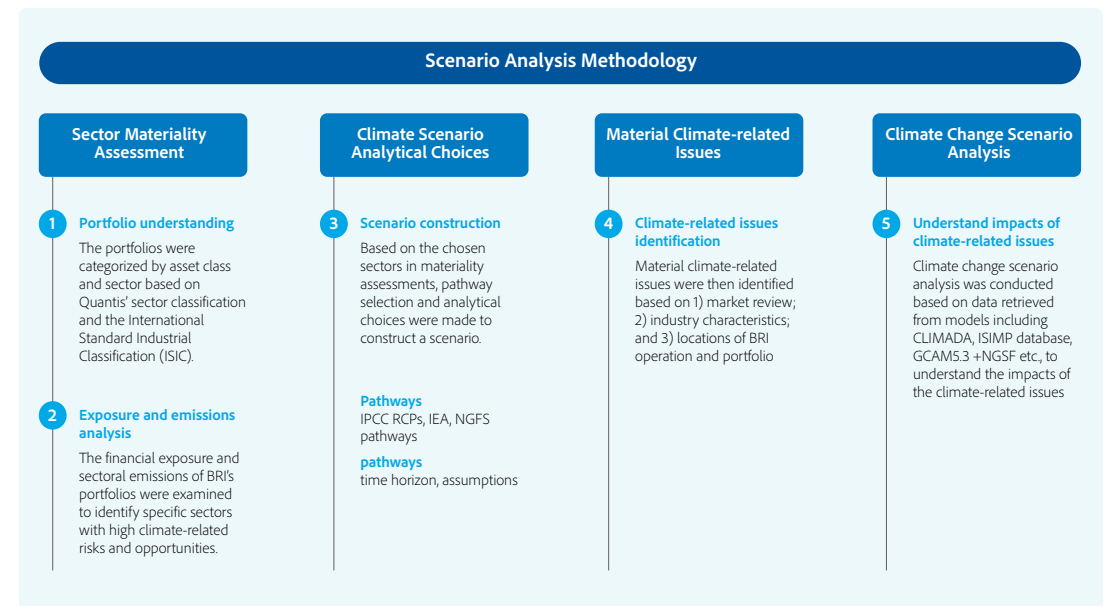 Scenario Analysis Methodology
Sector Materiality
Assessment
1
Portfolio understanding
The portfolios were
categorized by asset class
and sector based on
Quantis' sector classification
and the International
Standard Industrial
Classification (ISIC).
2
Exposure and emissions
analysis
The financial exposure and
sectoral emissions of BRI's
portfolios were examined
to identify specific sectors
with high climate-related
risks and opportunities.
Climate Scenario
Analytical Choices
3
Scenario construction
Based on the chosen
sectors in materiality
assessments, pathway
selection and analytical
choices were made to
construct a scenario.
Pathways
IPCC RCPs, IEA, NGFS
pathways
pathways
time horizon, assumptions
Material Climate-related
Issues
4
Climate-related issues
identification
Material climate-related
issues were then identified
based on 1) market review;
2) industry characteristics;
and 3) locations of BRI
operation and portfolio
Climate Change Scenario
Analysis
5
Understand impacts of
climate-related issues
Climate change scenario
analysis was conducted
based on data retrieved
from models including
CLIMADA, ISIMP database,
GCAM5.3 +NGSF etc., to
understand the impacts of
the climate-related issues